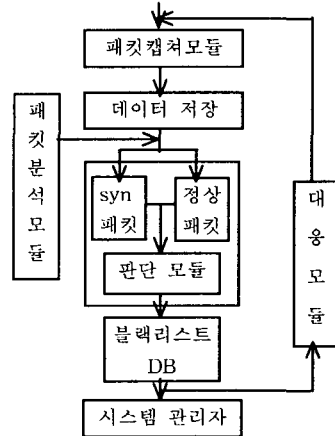 패킷캡쳐모듈
데이터 저장
패킷분석모듈
syn
패킷
정상
패킷
판단 모듈
블랙리스트
DB
시스템 관리자
대응모듈